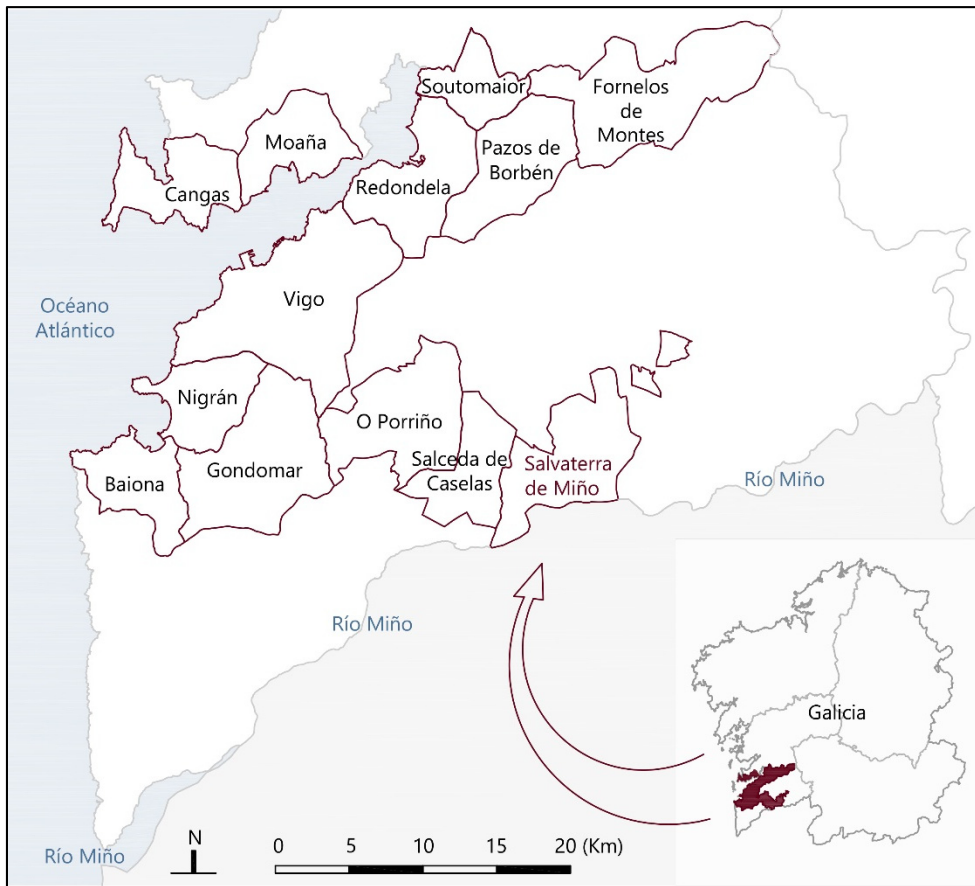 Soutomaior
Fornelos
de
Montes
Moaña
Pazos de
Borbén
Cangas
Redondela
Vigo
Océano
Atlántico
Nigrán
O Porriño
Gondomar
Baiona
Salceda de
Caselas
Salvaterra
de Miño
Río Miño
Río Miño
Río Miño
Galicia
N
0 5 10 15 20 (Km)